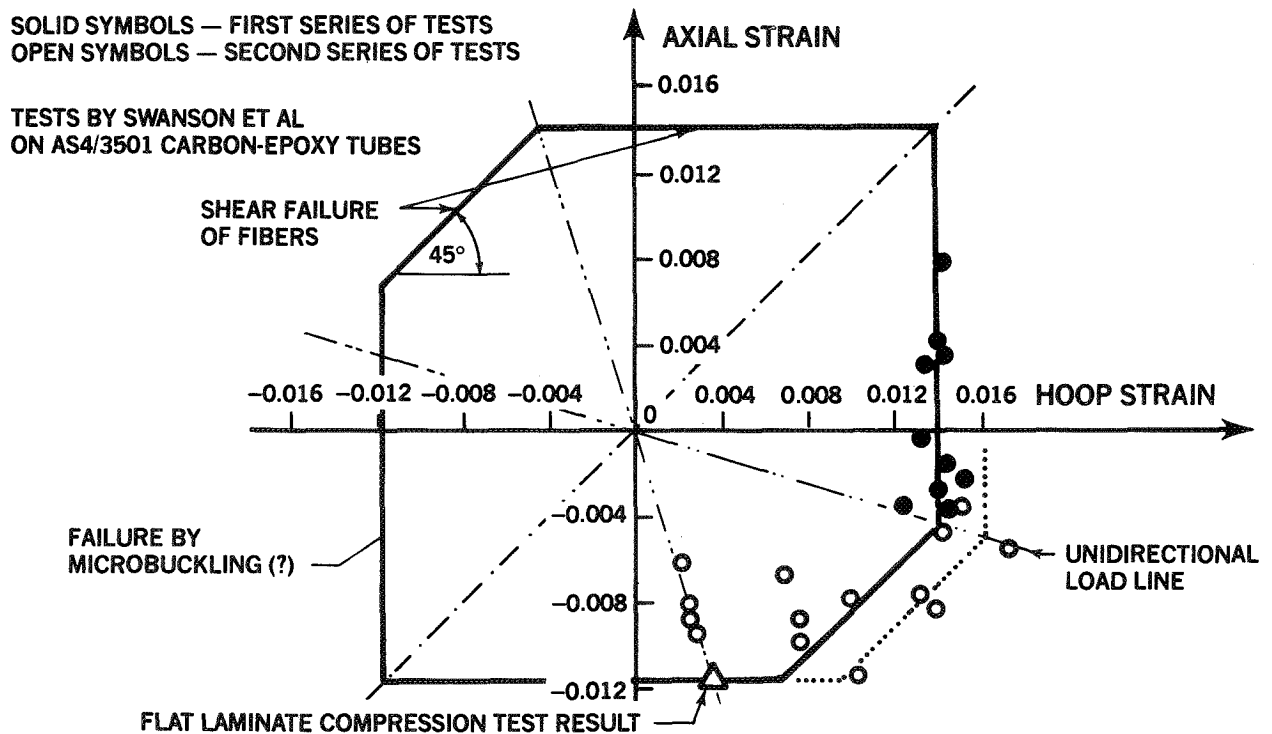 SOLID SYMBOLS — FIRST SERIES OF TESTS
OPEN SYMBOLS — SECOND SERIES OF TESTS
TESTS BY SWANSON ET AL
ON AS4/3501 CARBON-EPOXY TUBES
AXIAL STRAIN
0.016
0.012
SHEAR FAILURE
OF FIBERS
45°
0.008
0.004
−0.016 −0.012 −0.008 −0.004 0 0.004 0.008 0.012 0.016 HOOP STRAIN
−0.004
FAILURE BY
MICROBUCKLING (?)
UNIDIRECTIONAL
LOAD LINE
−0.008
−0.012
FLAT LAMINATE COMPRESSION TEST RESULT